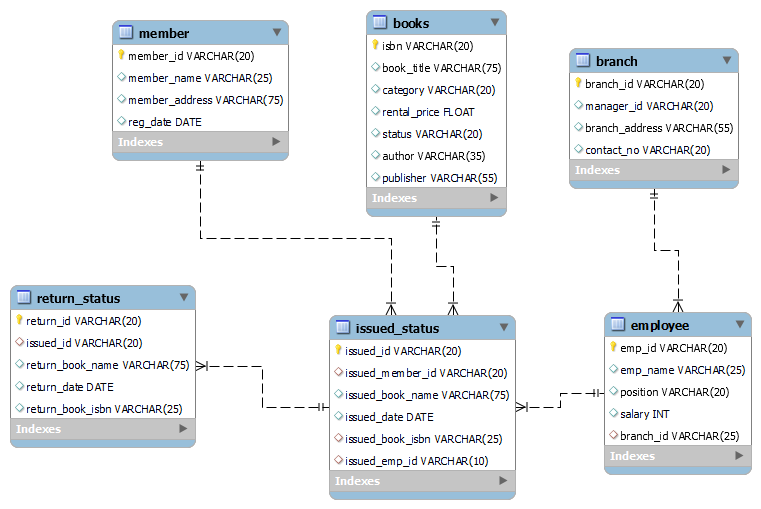 member
member_id VARCHAR(20)
member_name VARCHAR(25)
member_address VARCHAR(75)
reg_date DATE
Indexes
books
isbn VARCHAR(20)
book_title VARCHAR(75)
category VARCHAR(20)
rental_price FLOAT
status VARCHAR(20)
author VARCHAR(35)
publisher VARCHAR(55)
Indexes
branch
branch_id VARCHAR(20)
manager_id VARCHAR(20)
branch_address VARCHAR(55)
contact_no VARCHAR(20)
Indexes
return_status
return_id VARCHAR(20)
issued_id VARCHAR(20)
return_book_name VARCHAR(75)
return_date DATE
return_book_isbn VARCHAR(25)
Indexes
issued_status
issued_id VARCHAR(20)
issued_member_id VARCHAR(20)
issued_book_name VARCHAR(75)
issued_date DATE
issued_book_isbn VARCHAR(25)
issued_emp_id VARCHAR(10)
Indexes
employee
emp_id VARCHAR(20)
emp_name VARCHAR(25)
position VARCHAR(20)
salary INT
branch_id VARCHAR(25)
Indexes